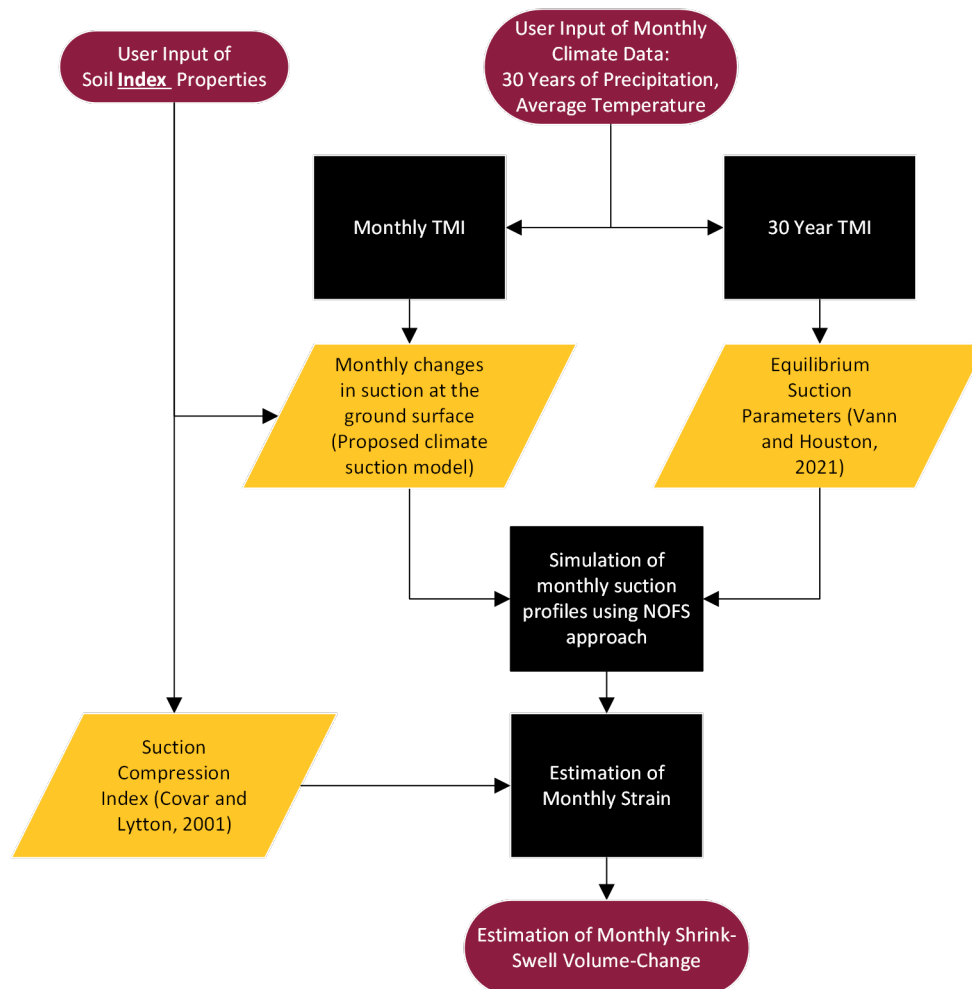 User Input of
Soil Index Properties
User Input of Monthly
Climate Data:
30 Years of Precipitation,
Average Temperature
Monthly TMI
30 Year TMI
Monthly changes
in suction at the
ground surface
(Proposed climate
suction model)
Equilibrium
Suction
Parameters (Vann
and Houston,
2021)
Simulation of
monthly suction
profiles using NOFS
approach
Suction
Compression
Index (Covar and
Lytton, 2001)
Estimation of
Monthly Strain
Estimation of Monthly Shrink-
Swell Volume-Change